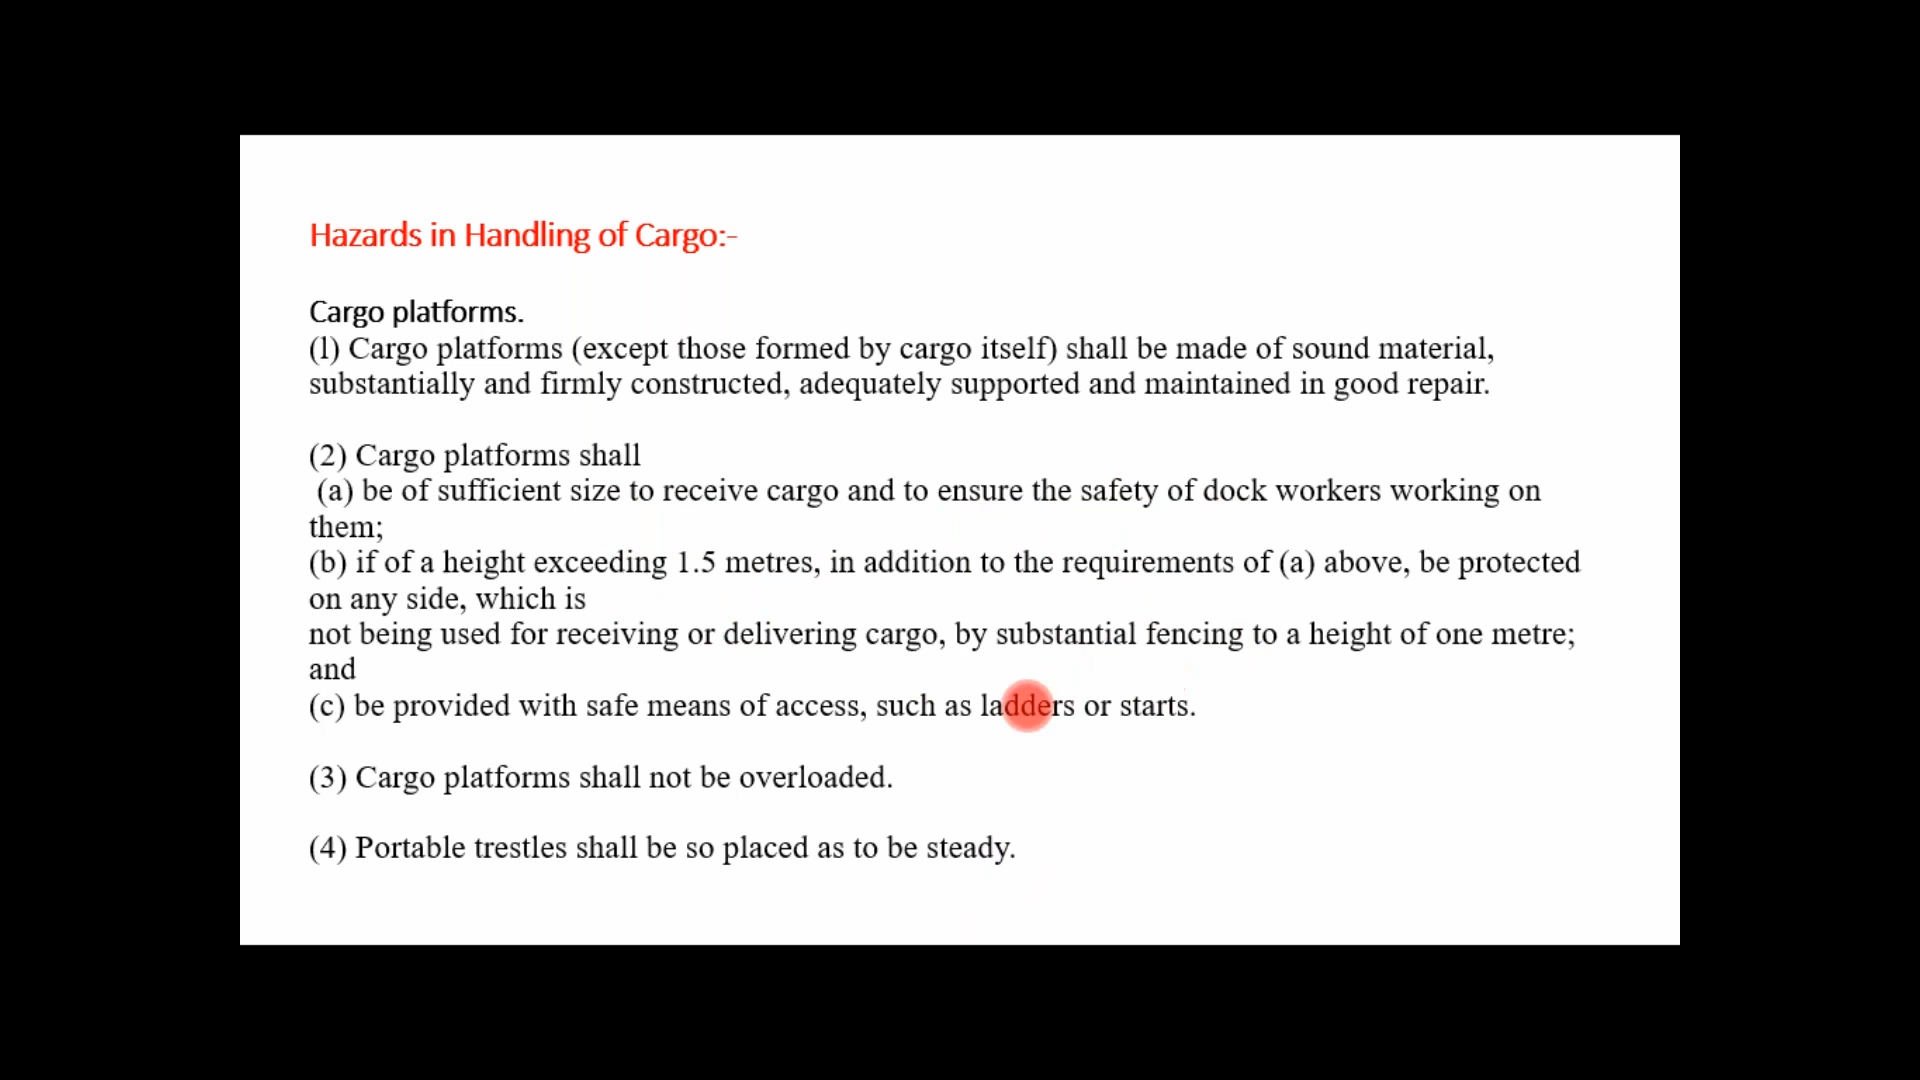 Hazards in Handling of Cargo:-
Cargo platforms.
(l) Cargo platforms (except those formed by cargo itself) shall be made of sound material,
substantially and firmly constructed, adequately supported and maintained in good repair.
(2) Cargo platforms shall
(a) be of sufficient size to receive cargo and to ensure the safety of dock workers working on
them;
(b) if of a height exceeding 1.5 metres, in addition to the requirements of (a) above, be protected
on any side, which is
not being used for receiving or delivering cargo, by substantial fencing to a height of one metre;
and
(c) be provided with safe means of access, such as ladders or starts.
(3) Cargo platforms shall not be overloaded.
(4) Portable trestles shall be so placed as to be steady.